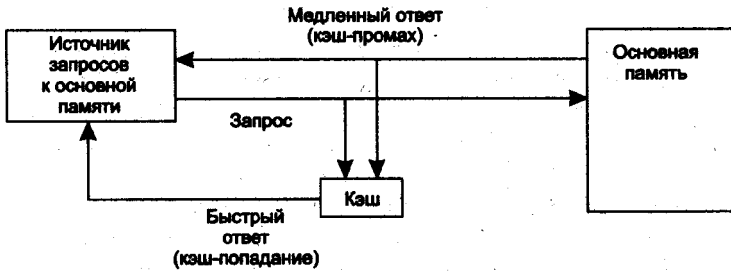 Медленный ответ
(кэш-промах)
Источник
запросов
к основной
памяти
Основная
память
Запрос
Кэш
Быстрый
ответ
(кэш-попадание)